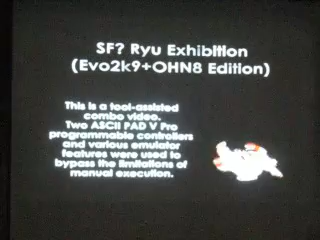 SF? Ryu Exhibition
(Evo2k9+OHN8 Edition)
This is a tool-assisted
combo video.
Two ASCII PAD V Pro
programmable controllers
and various emulator
features were used to
bypass the limitations of
manual execution.